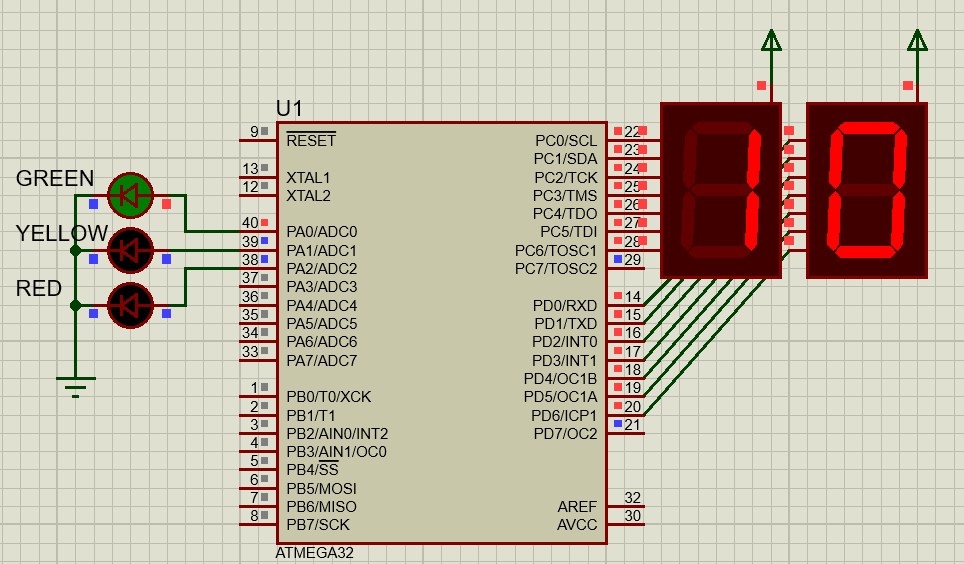 U1
9 RESET
13 XTAL1
12 XTAL2
40 PA0/ADC0
39 PA1/ADC1
38 PA2/ADC2
37 PA3/ADC3
36 PA4/ADC4
35 PA5/ADC5
34 PA6/ADC6
33 PA7/ADC7
1 PB0/T0/XCK
2 PB1/T1
3 PB2/AIN0/INT2
4 PB3/AIN1/OC0
5 PB4/SS
6 PB5/MOSI
7 PB6/MISO
8 PB7/SCK
PC0/SCL 22
PC1/SDA 23
PC2/TCK 24
PC3/TMS 25
PC4/TDO 26
PC5/TDI 27
PC6/TOSC1 28
PC7/TOSC2 29
PD0/RXD 14
PD1/TXD 15
PD2/INT0 16
PD3/INT1 17
PD4/OC1B 18
PD5/OC1A 19
PD6/ICP1 20
PD7/OC2 21
AREF 32
AVCC 30
ATMEGA32
GREEN
YELLOW
RED
10